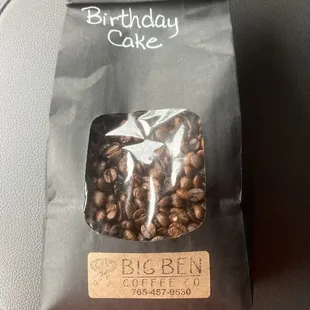 Birthday
Cake
BIG BEN
COFFEE CO
765-457-9530